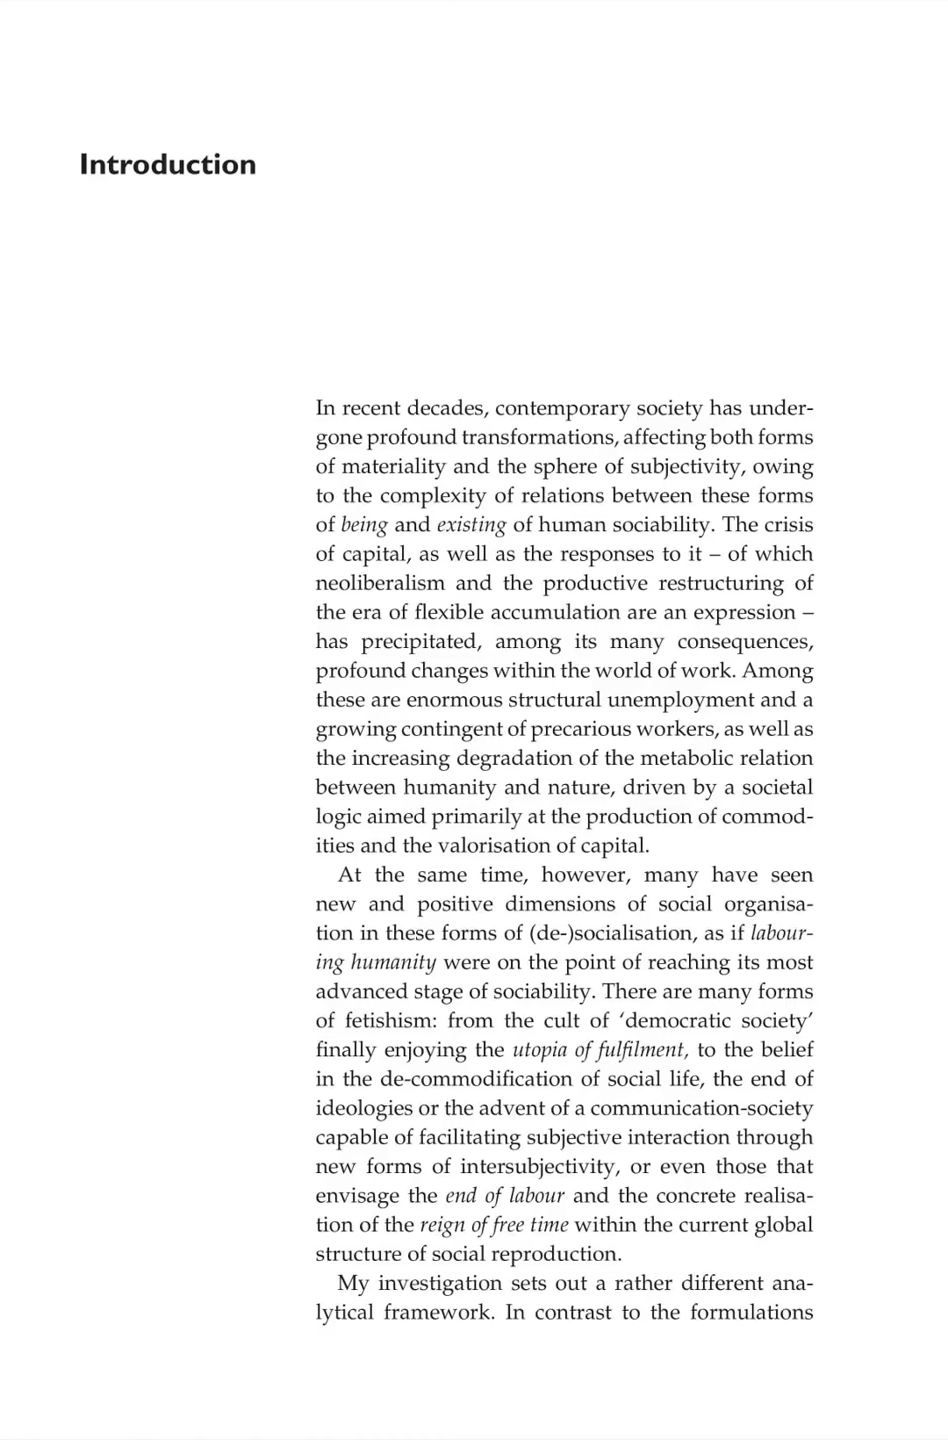 Introduction
In recent decades, contemporary society has under-
gone profound transformations, affecting both forms
of materiality and the sphere of subjectivity, owing
to the complexity of relations between these forms
of being and existing of human sociability. The crisis
of capital, as well as the responses to it – of which
neoliberalism and the productive restructuring of
the era of flexible accumulation are an expression –
has precipitated, among its many consequences,
profound changes within the world of work. Among
these are enormous structural unemployment and a
growing contingent of precarious workers, as well as
the increasing degradation of the metabolic relation
between humanity and nature, driven by a societal
logic aimed primarily at the production of commod-
ities and the valorisation of capital.
At the same time, however, many have seen
new and positive dimensions of social organisa-
tion in these forms of (de-)socialisation, as if labour-
ing humanity were on the point of reaching its most
advanced stage of sociability. There are many forms
of fetishism: from the cult of ‘democratic society’
finally enjoying the utopia of fulfilment, to the belief
in the de-commodification of social life, the end of
ideologies or the advent of a communication-society
capable of facilitating subjective interaction through
new forms of intersubjectivity, or even those that
envisage the end of labour and the concrete realisa-
tion of the reign of free time within the current global
structure of social reproduction.
My investigation sets out a rather different ana-
lytical framework. In contrast to the formulations